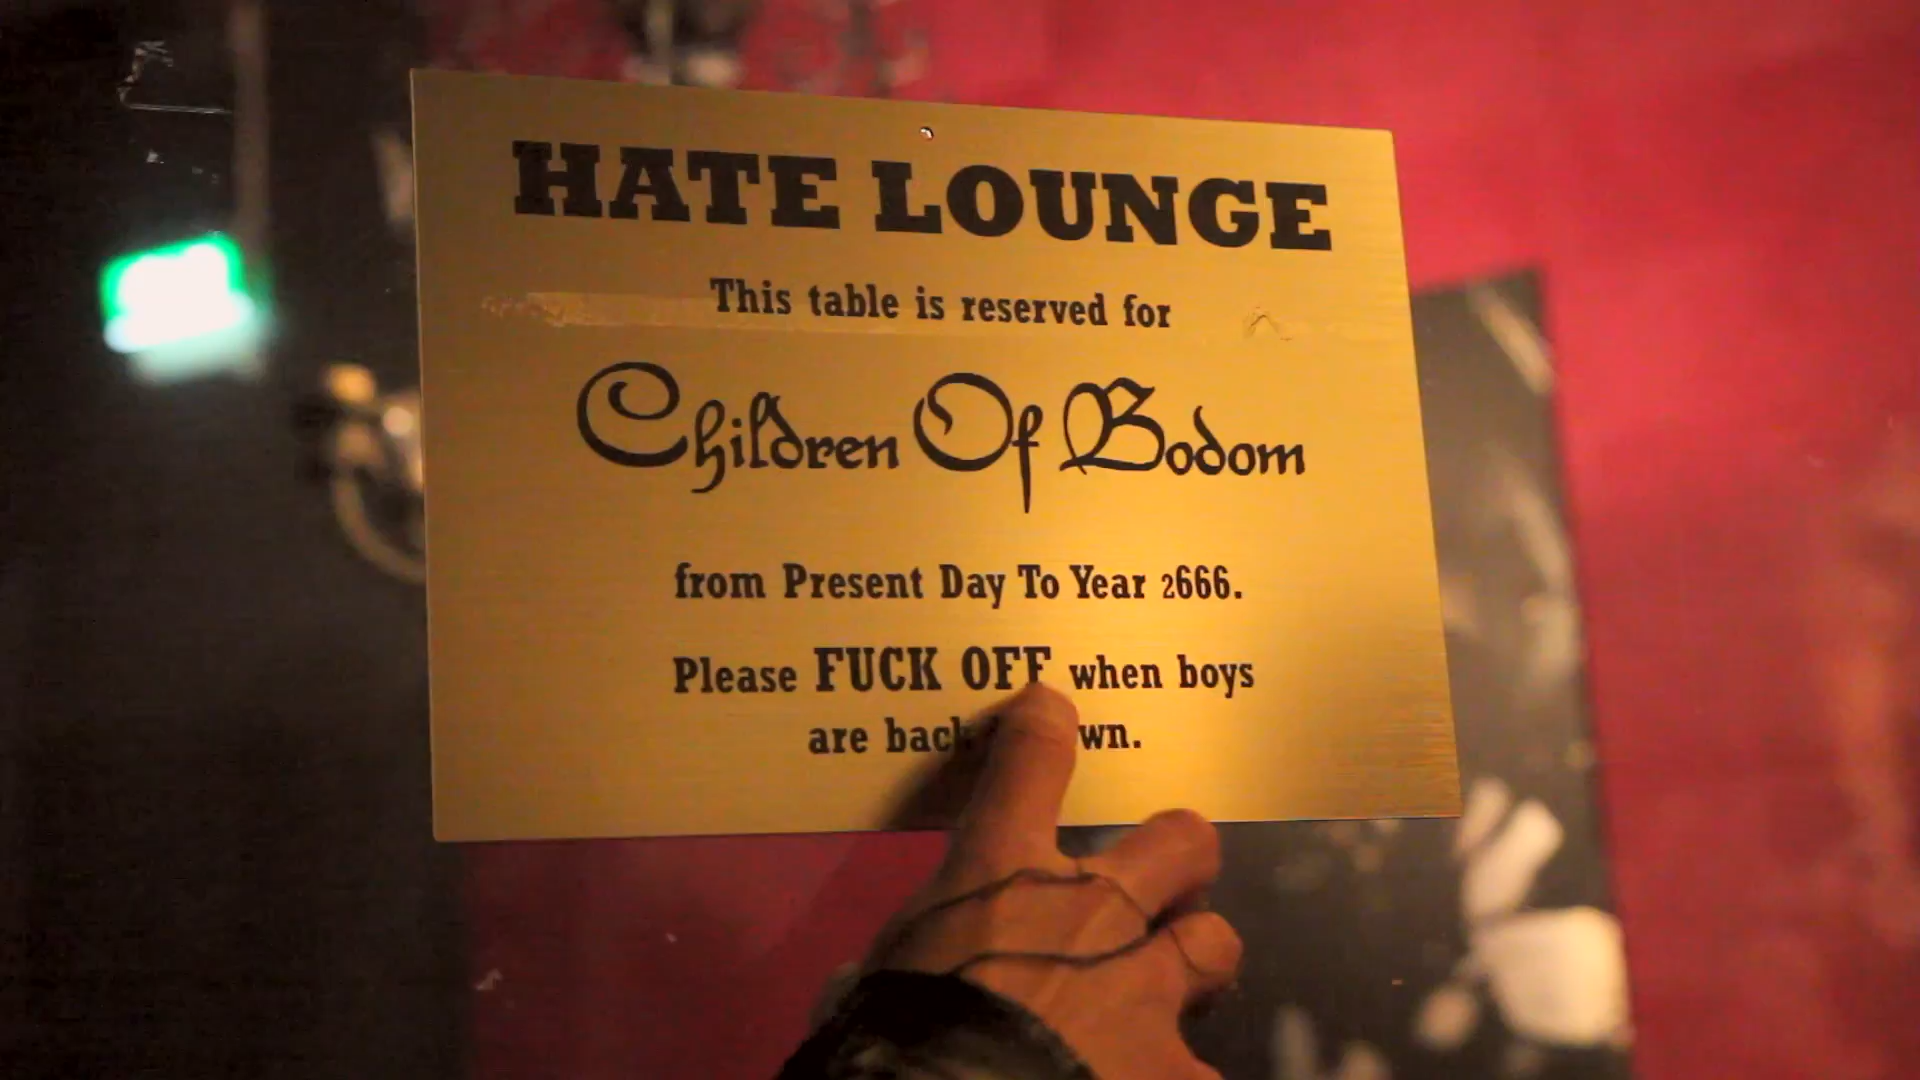 HATE LOUNGE
This table is reserved for
Children Of Bodom
from Present Day To Year 2666.
Please FUCK OFF when boys
are back